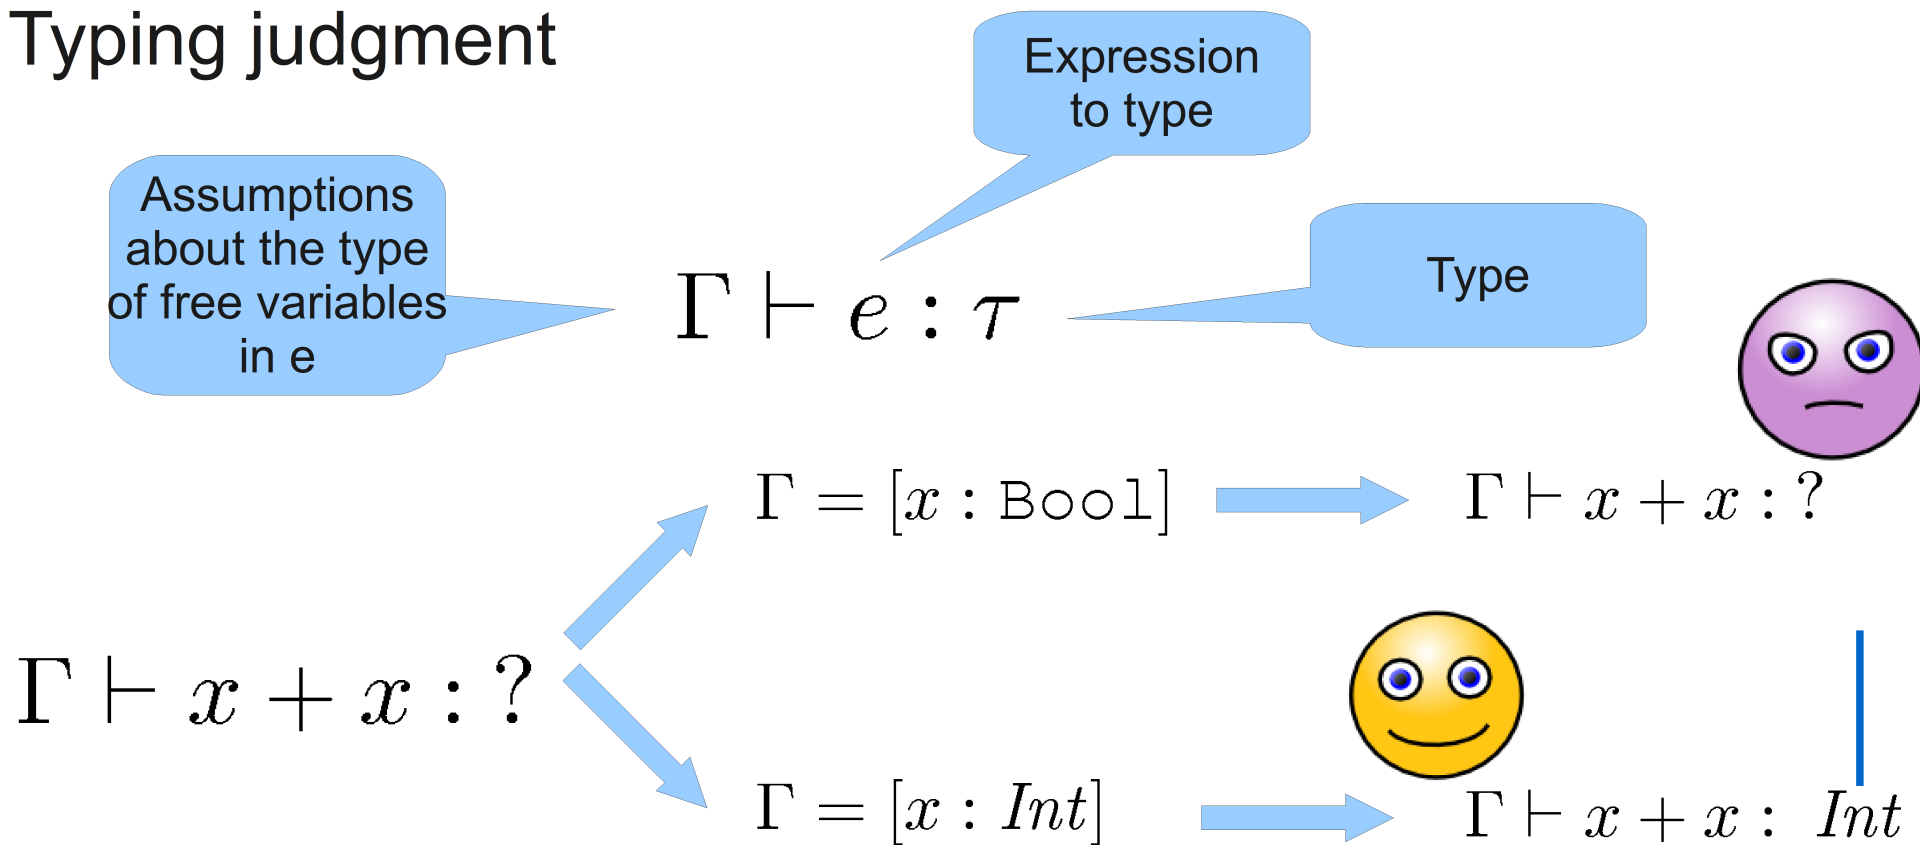 Typing judgment
Expression
to type
Assumptions
about the type
of free variables
in e
Type
Γ ⊢ e : τ
Γ = [x : Bool]
Γ ⊢ x + x : ?
Γ ⊢ x + x : ?
Γ = [x : Int]
Γ ⊢ x + x : Int